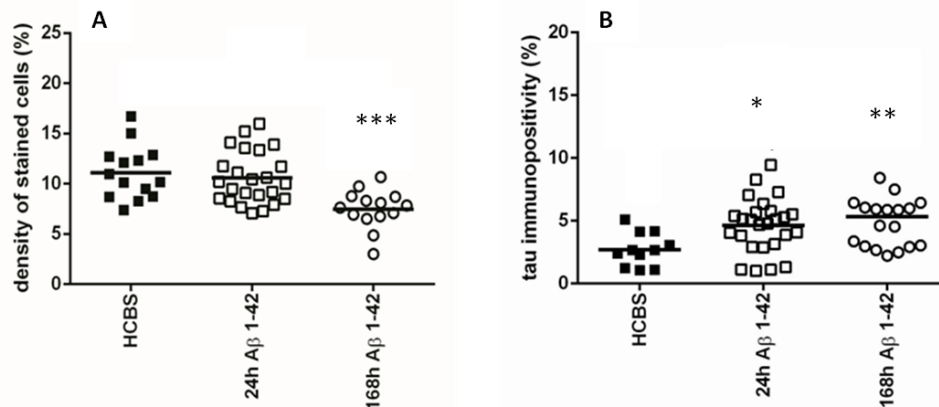 A
density of stained cells (%)
25
20
15
10
5
0
***
HCBS
24h Aβ 1-42
168h Aβ 1-42
B
tau immunopositivity (%)
20
15
10
5
0
*
**
HCBS
24h Aβ 1-42
168h Aβ 1-42